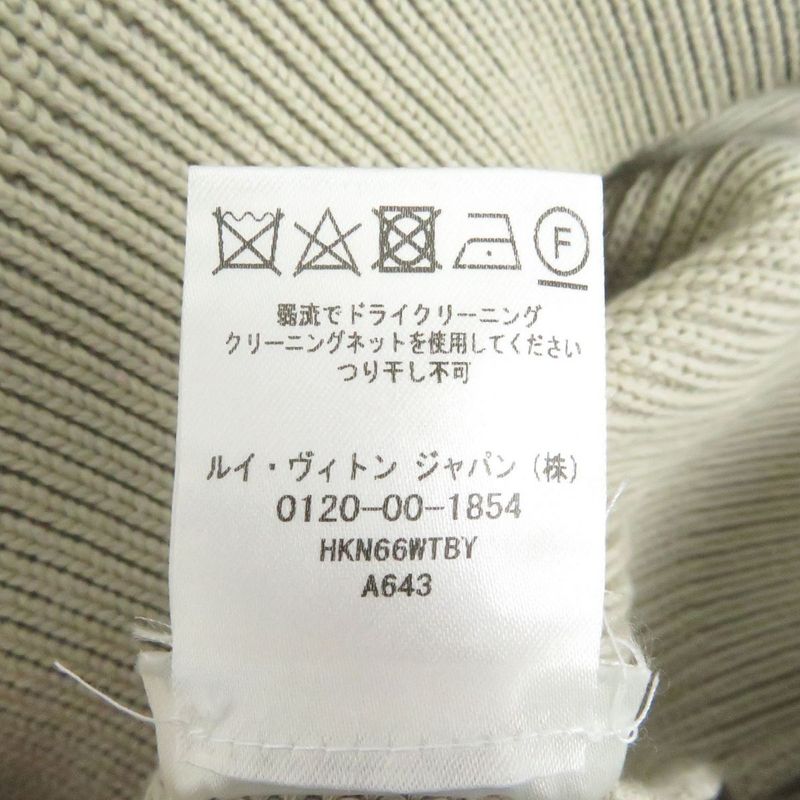 F
弱流でドライクリーニング
クリーニングネットを使用してください
つり干し不可
ルイ・ヴィトン ジャパン (株)
0120-00-1854
HKN66WTBY
A643